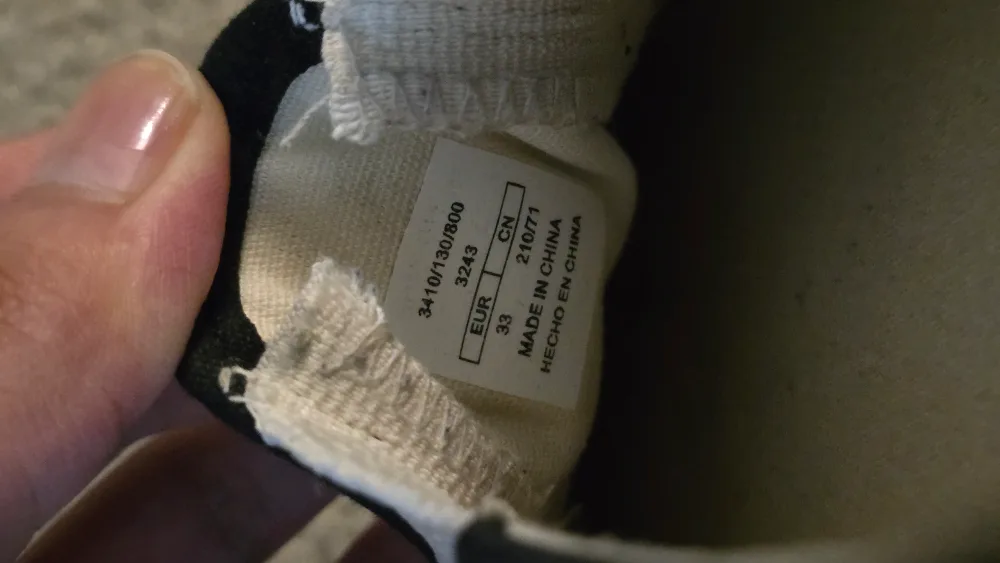 3410/130/800
3243
EUR CN
33 210/71
MADE IN CHINA
HECHO EN CHINA